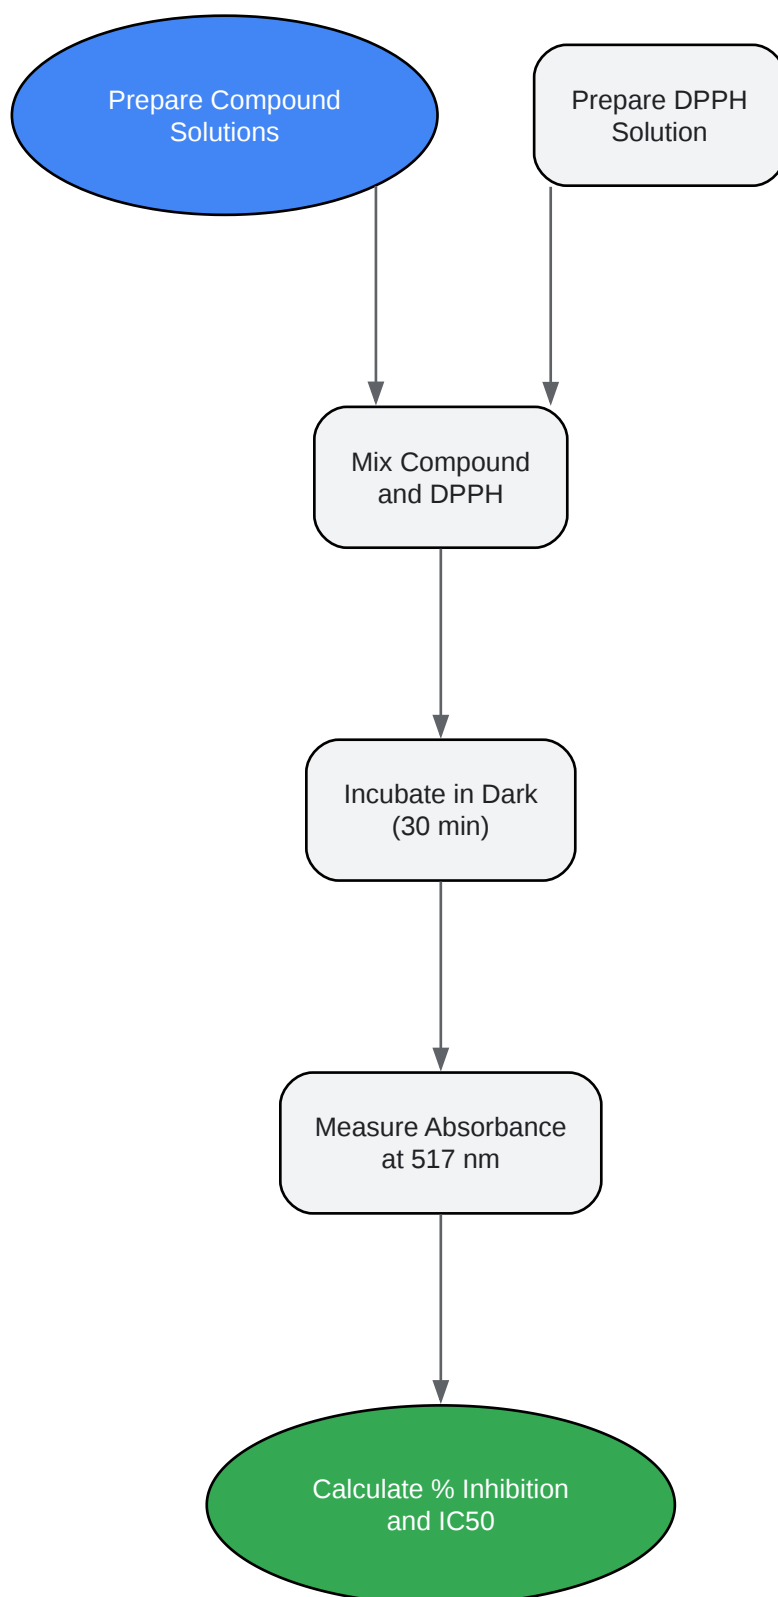 Prepare Compound
Solutions
Prepare DPPH
Solution
Mix Compound
and DPPH
Incubate in Dark
(30 min)
Measure Absorbance
at 517 nm
Calculate % Inhibition
and IC50